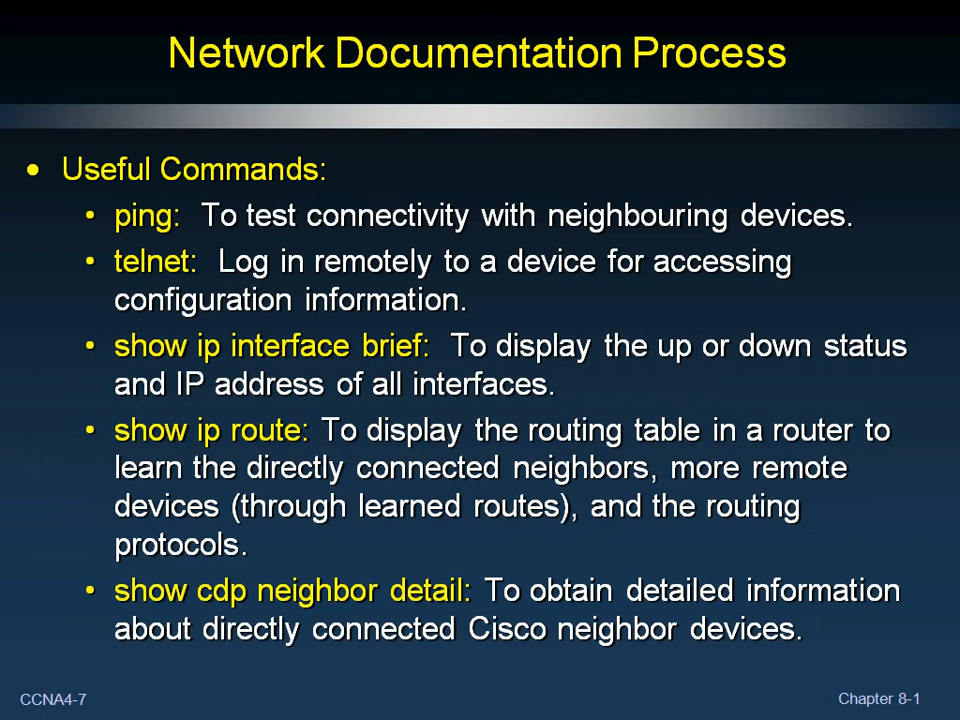 Network Documentation Process
• Useful Commands:
• ping: To test connectivity with neighbouring devices.
• telnet: Log in remotely to a device for accessing
configuration information.
• show ip interface brief: To display the up or down status
and IP address of all interfaces.
• show ip route: To display the routing table in a router to
learn the directly connected neighbors, more remote
devices (through learned routes), and the routing
protocols.
• show cdp neighbor detail: To obtain detailed information
about directly connected Cisco neighbor devices.
CCNA4-7
Chapter 8-1